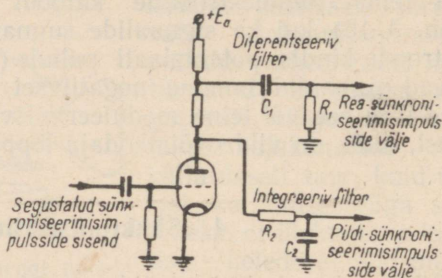 +Eₐ
Diferentseeriv
filter
C₁
R₁
Rea-sünkroni-
seerimisimpuls
side välje
Segustatud sünk-
roniseerimisim
pulsside sisend
Integreeriv filter
R₂
C₂
Pildi-sünkroni-
seerimisimpuls
side välje